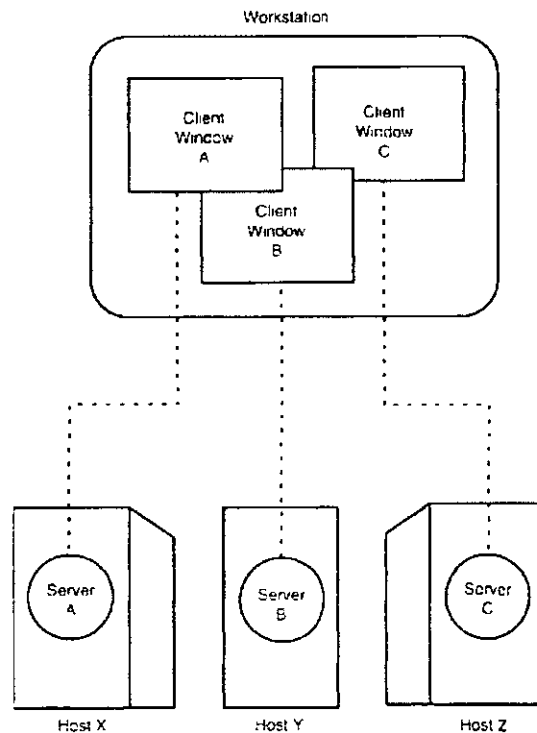 Workstation
Client
Window
A
Client
Window
C
Client
Window
B
Server
A
Server
B
Server
C
Host X
Host Y
Host Z